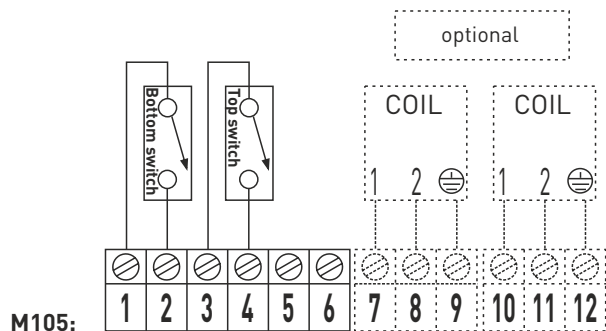 optional
Bottom switch
Top switch
COIL COIL
1 2 1 2
M105: 1 2 3 4 5 6 7 8 9 10 11 12